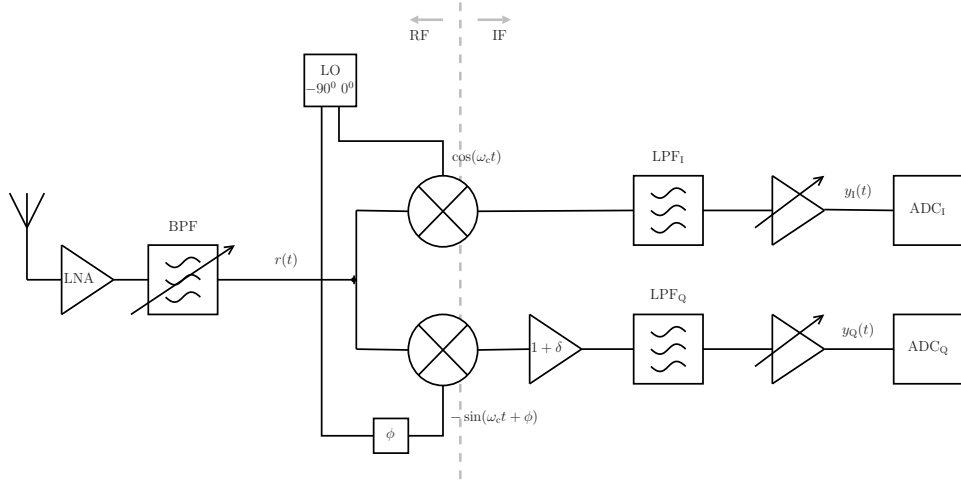 RF IF
LO
−90⁰ 0⁰
cos(ω_c t)
LPF_I
y_I(t)
ADC_I
BPF
LNA
r(t)
LPF_Q
1 + δ
y_Q(t)
ADC_Q
− sin(ω_c t + ϕ)
ϕ